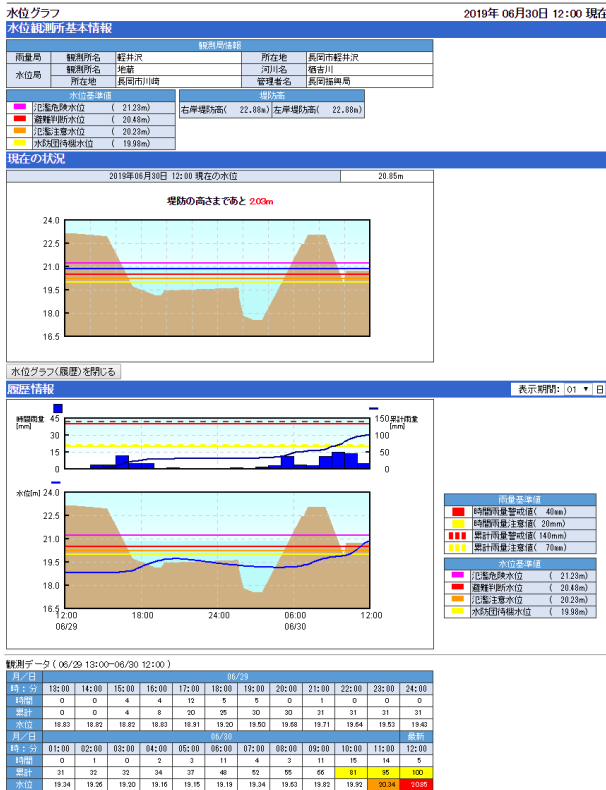 水位グラフ 2019年 06月30日 12:00 現在
水位観測所基本情報
観測局情報
雨量局 観測所名 軽井沢 所在地 長岡市軽井沢
水位局 観測所名 地蔵 河川名 栖吉川
所在地 長岡市川崎 管理者名 長岡振興局
水位基準値 堤防高
氾濫危険水位 ( 21.23m) 右岸堤防高( 22.88m) 左岸堤防高( 22.88m)
避難判断水位 ( 20.48m)
氾濫注意水位 ( 20.23m)
水防団待機水位 ( 19.98m)
現在の状況
2019年06月30日 12:00 現在の水位 20.85m
堤防の高さまであと 2.03m
24.0
22.5
21.0
19.5
18.0
16.5
水位グラフ(履歴)を閉じる
履歴情報 表示期間: 01 ▼ 日
時間雨量 [mm] 累計雨量 [mm]
45 150
30 100
15 50
0 0
水位[m] 24.0
22.5
21.0
19.5
18.0
16.5
12:00 18:00 24:00 06:00 12:00
06/29 06/30
雨量基準値
時間雨量警戒値( 40mm)
時間雨量注意値( 20mm)
累計雨量警戒値(140mm)
累計雨量注意値( 70mm)
水位基準値
氾濫危険水位 ( 21.23m)
避難判断水位 ( 20.48m)
氾濫注意水位 ( 20.23m)
水防団待機水位 ( 19.98m)
観測データ ( 06/29 13:00-06/30 12:00 )
月/日 06/29
時:分 13:00 14:00 15:00 16:00 17:00 18:00 19:00 20:00 21:00 22:00 23:00 24:00
時間 0 0 4 4 12 5 5 0 1 0 0 0
累計 0 0 4 8 20 25 30 30 31 31 31 31
水位 18.83 18.82 18.82 18.83 18.91 19.20 19.50 19.68 19.71 19.64 19.53 19.43
月/日 06/30 最新
時:分 01:00 02:00 03:00 04:00 05:00 06:00 07:00 08:00 09:00 10:00 11:00 12:00
時間 0 1 0 2 3 11 4 3 11 15 14 5
累計 31 32 32 34 37 48 52 55 66 81 95 100
水位 19.34 19.26 19.20 19.16 19.15 19.19 19.34 19.63 19.82 19.92 20.34 20.85